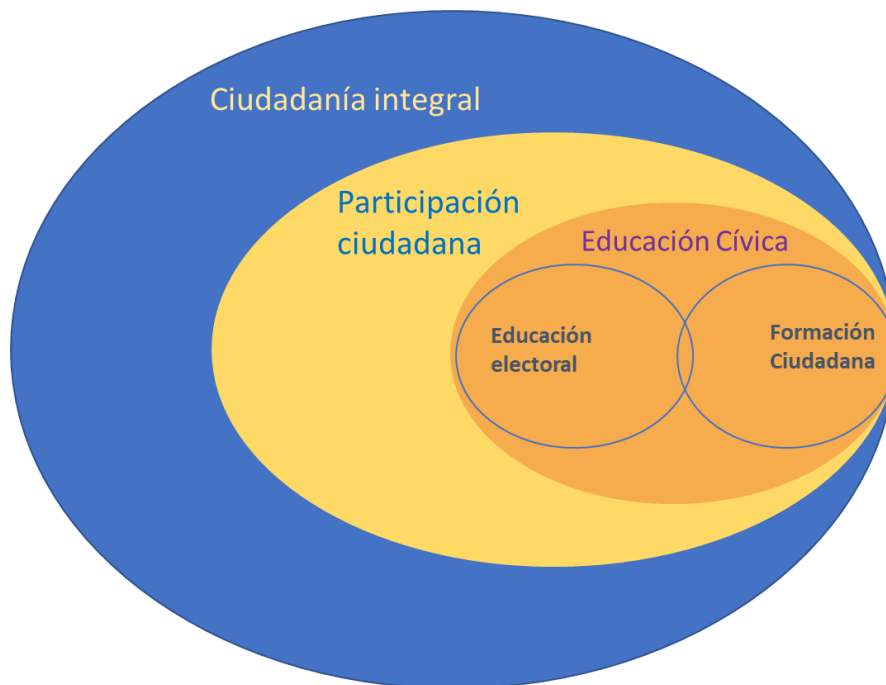 Ciudadanía integral
Participación
ciudadana
Educación Cívica
Educación
electoral
Formación
Ciudadana